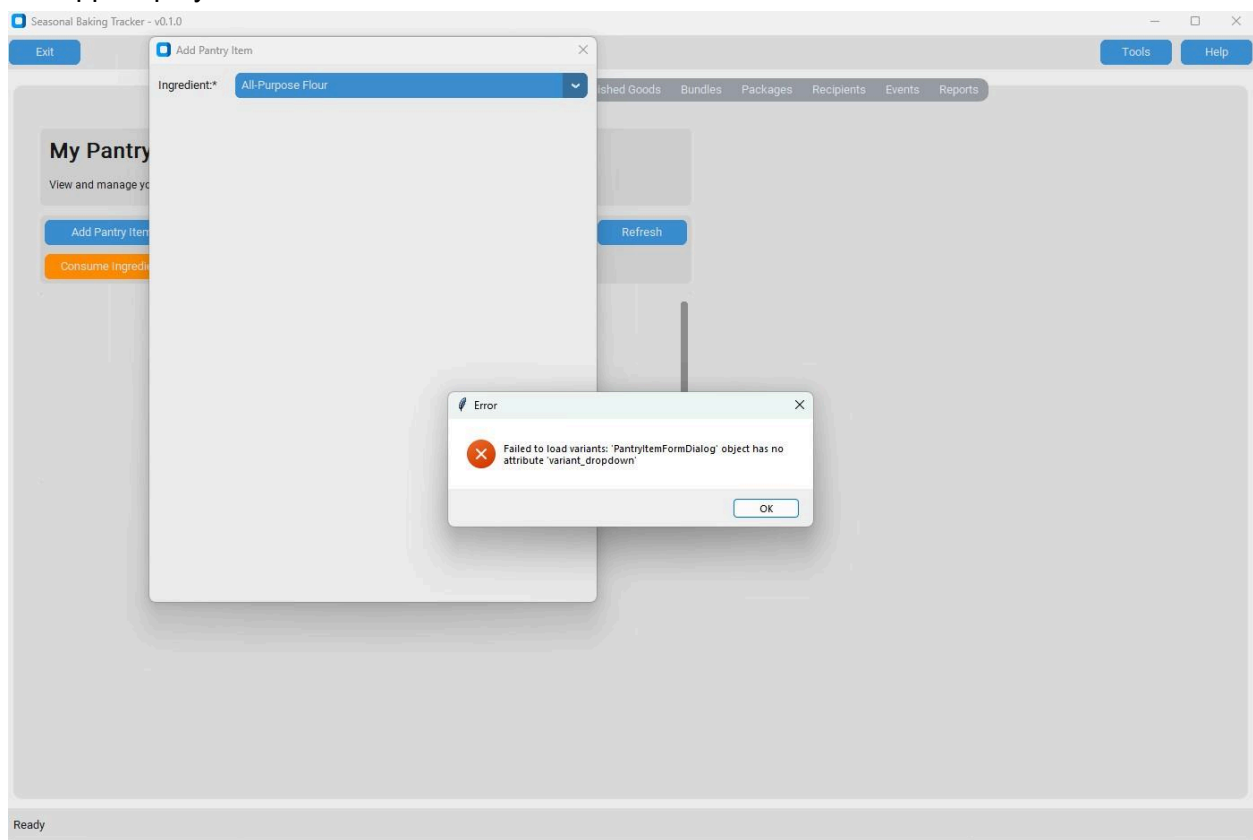 Seasonal Baking Tracker - v0.1.0
Exit
Tools
Help
Add Pantry Item
Ingredient:*
All-Purpose Flour
ished Goods
Bundles
Packages
Recipients
Events
Reports
My Pantry
View and manage yo
Add Pantry Item
Refresh
Consume Ingredie
Error
Failed to load variants: 'PantryItemFormDialog' object has no
attribute 'variant_dropdown'
OK
Ready